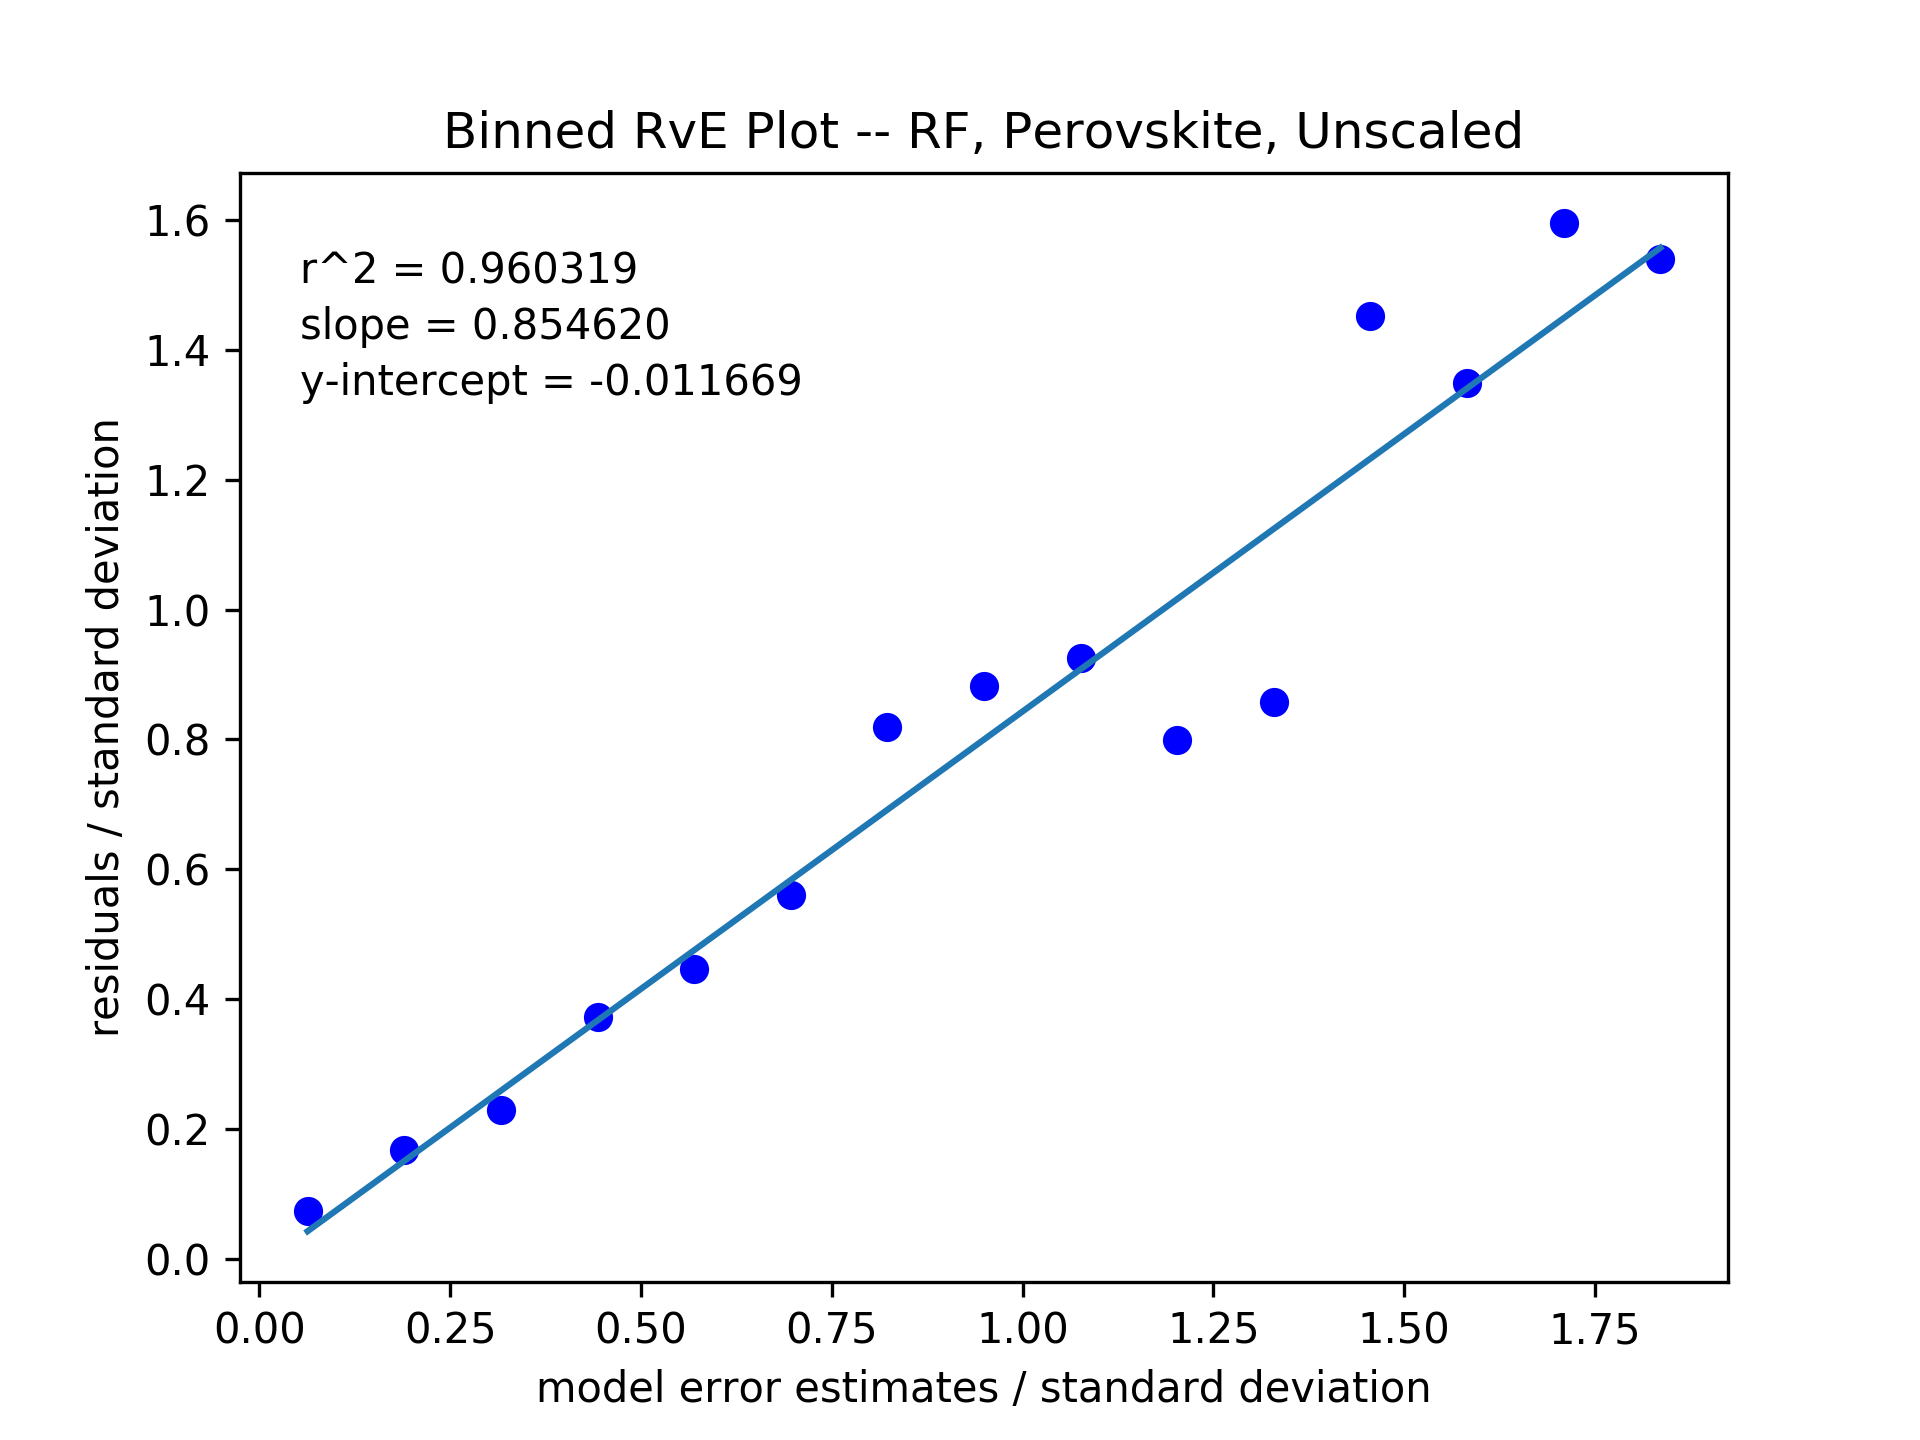 Binned RvE Plot -- RF, Perovskite, Unscaled
r^2 = 0.960319
slope = 0.854620
y-intercept = -0.011669
residuals / standard deviation
1.6
1.4
1.2
1.0
0.8
0.6
0.4
0.2
0.0
0.00 0.25 0.50 0.75 1.00 1.25 1.50 1.75
model error estimates / standard deviation